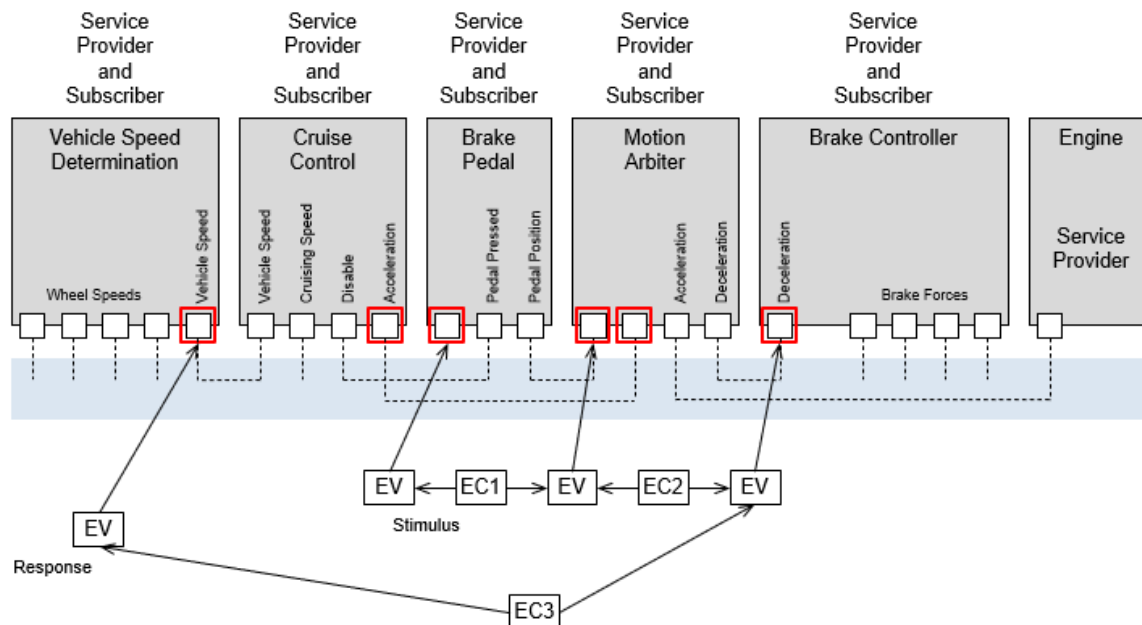 Service
Provider
and
Subscriber
Service
Provider
and
Subscriber
Service
Provider
and
Subscriber
Service
Provider
and
Subscriber
Service
Provider
and
Subscriber
Vehicle Speed
Determination
Cruise
Control
Brake
Pedal
Motion
Arbiter
Brake Controller
Engine
Service
Provider
Wheel Speeds
Vehicle Speed
Vehicle Speed
Cruising Speed
Disable
Acceleration
Pedal Pressed
Pedal Position
Acceleration
Deceleration
Deceleration
Brake Forces
EV
EC1
EV
EC2
EV
Stimulus
EV
Response
EC3